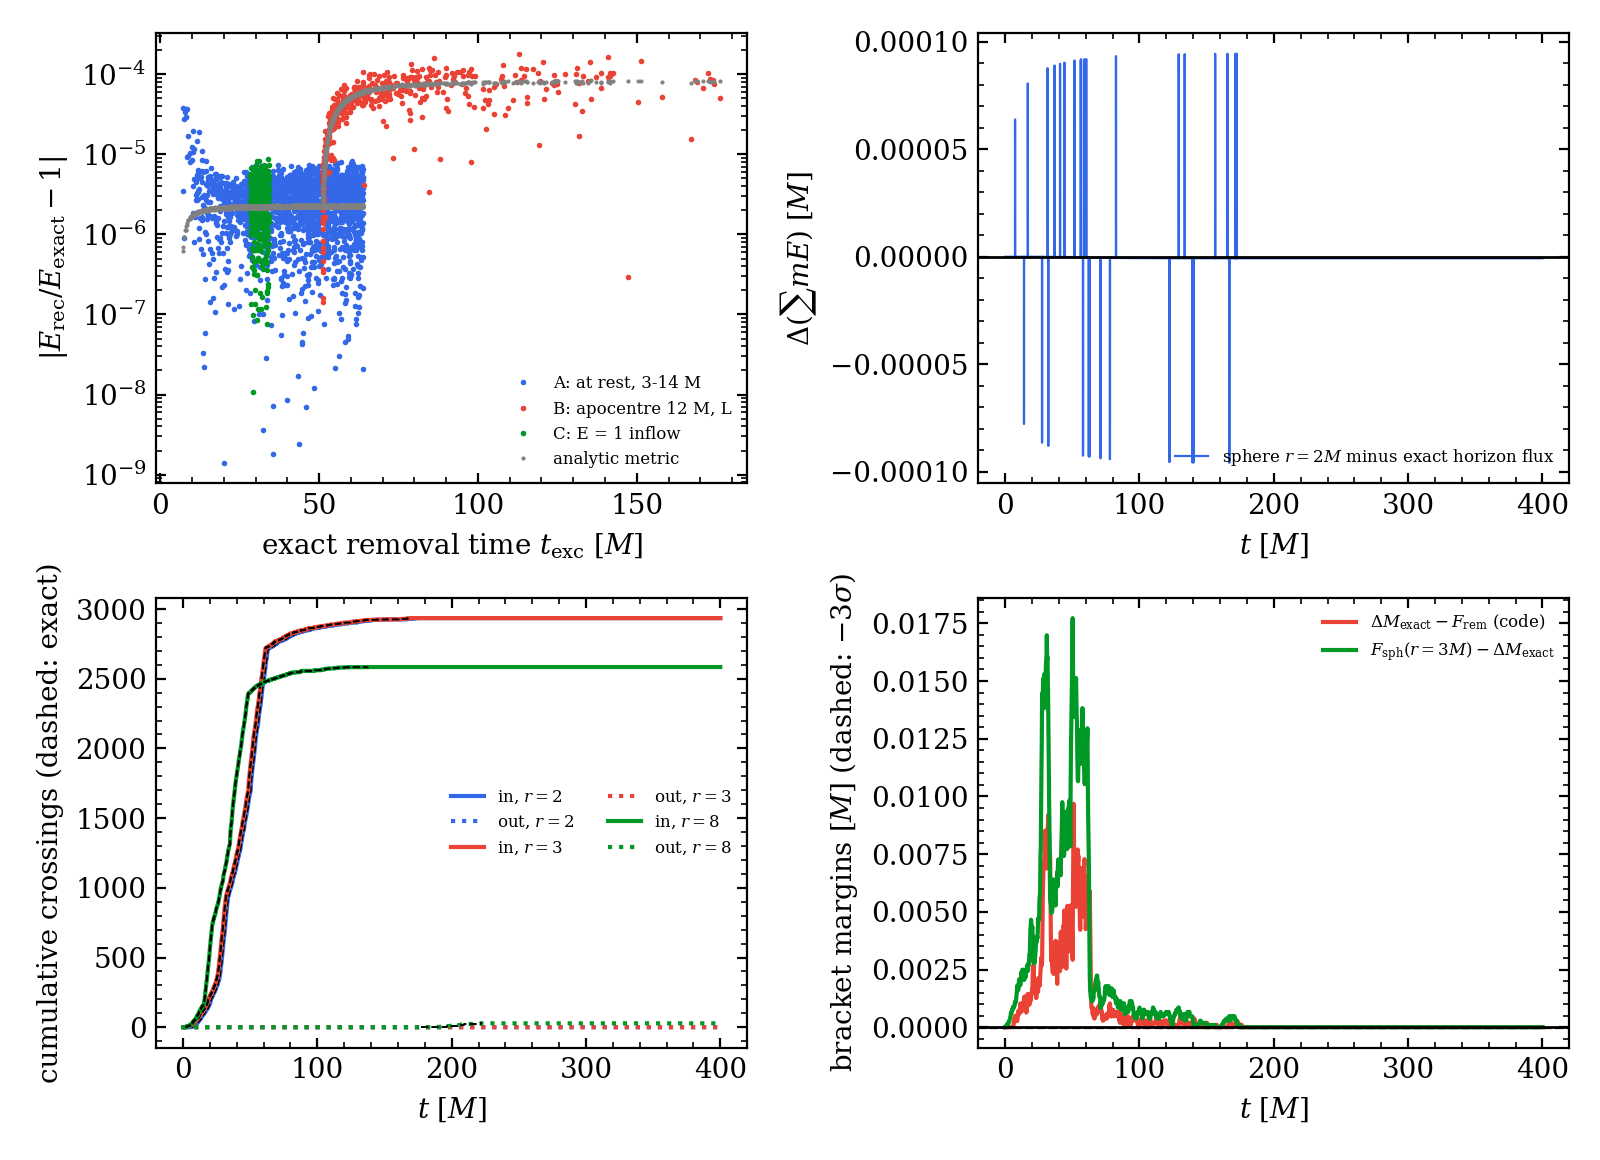 |E_rec/E_exact − 1|
10⁻⁴
10⁻⁵
10⁻⁶
10⁻⁷
10⁻⁸
10⁻⁹
A: at rest, 3-14 M
B: apocentre 12 M, L
C: E = 1 inflow
analytic metric
0 50 100 150
exact removal time t_exc [M]
Δ(∑mE) [M]
0.00010
0.00005
0.00000
−0.00005
−0.00010
sphere r = 2M minus exact horizon flux
0 100 200 300 400
t [M]
cumulative crossings (dashed: exact)
3000
2500
2000
1500
1000
500
0
in, r = 2
out, r = 2
in, r = 3
out, r = 3
in, r = 8
out, r = 8
0 100 200 300 400
t [M]
bracket margins [M] (dashed: −3σ)
0.0175
0.0150
0.0125
0.0100
0.0075
0.0050
0.0025
0.0000
ΔM_exact − F_rem (code)
F_sph(r = 3M) − ΔM_exact
0 100 200 300 400
t [M]